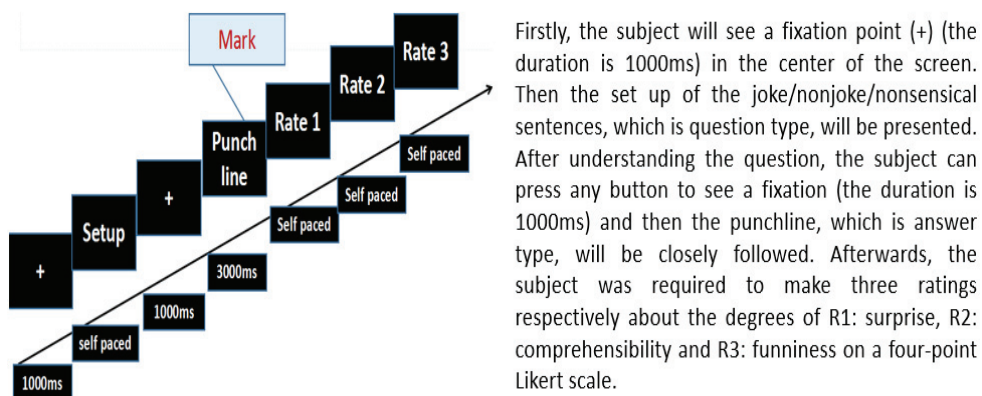 Mark
Rate 3
Rate 2
Rate 1
Punch
line
+
Setup
+
Self paced
Self paced
Self paced
3000ms
1000ms
self paced
1000ms
Firstly, the subject will see a fixation point (+) (the
duration is 1000ms) in the center of the screen.
Then the set up of the joke/nonjoke/nonsensical
sentences, which is question type, will be presented.
After understanding the question, the subject can
press any button to see a fixation (the duration is
1000ms) and then the punchline, which is answer
type, will be closely followed. Afterwards, the
subject was required to make three ratings
respectively about the degrees of R1: surprise, R2:
comprehensibility and R3: funniness on a four-point
Likert scale.